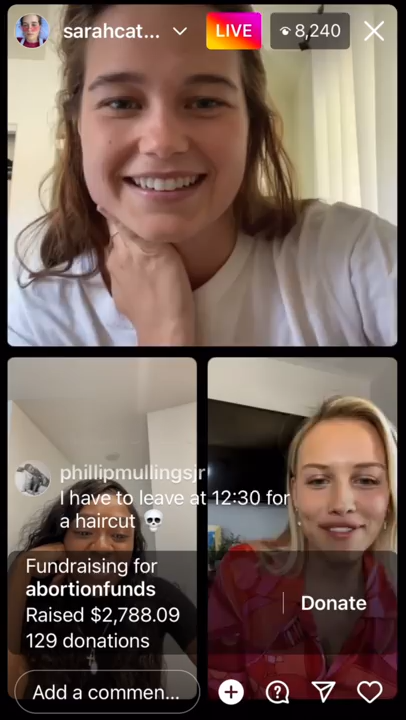 sarahcat...
LIVE
8,240
phillipmullingsjr
I have to leave at 12:30 for
a haircut 💀
Fundraising for
abortionfunds
Raised $2,788.09
129 donations
Donate
Add a commen...